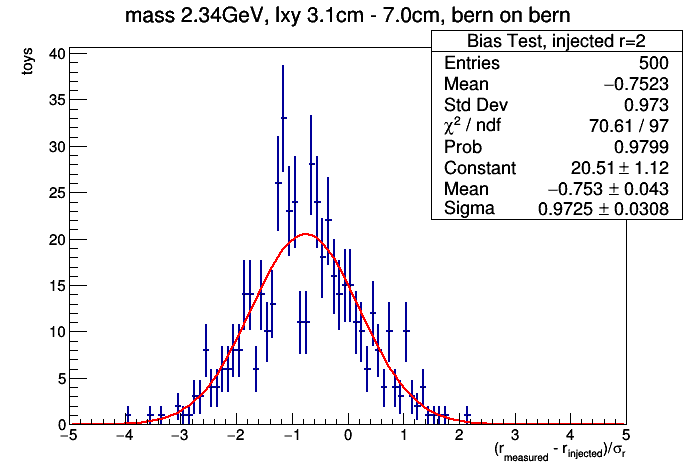 mass 2.34GeV, lxy 3.1cm - 7.0cm, bern on bern
Bias Test, injected r=2
Entries 500
Mean −0.7523
Std Dev 0.973
χ² / ndf 70.61 / 97
Prob 0.9799
Constant 20.51 ± 1.12
Mean −0.753 ± 0.043
Sigma 0.9725 ± 0.0308
toys
40
35
30
25
20
15
10
5
0
−5 −4 −3 −2 −1 0 1 2 3 4 5
(r_measured - r_injected)/σ_r